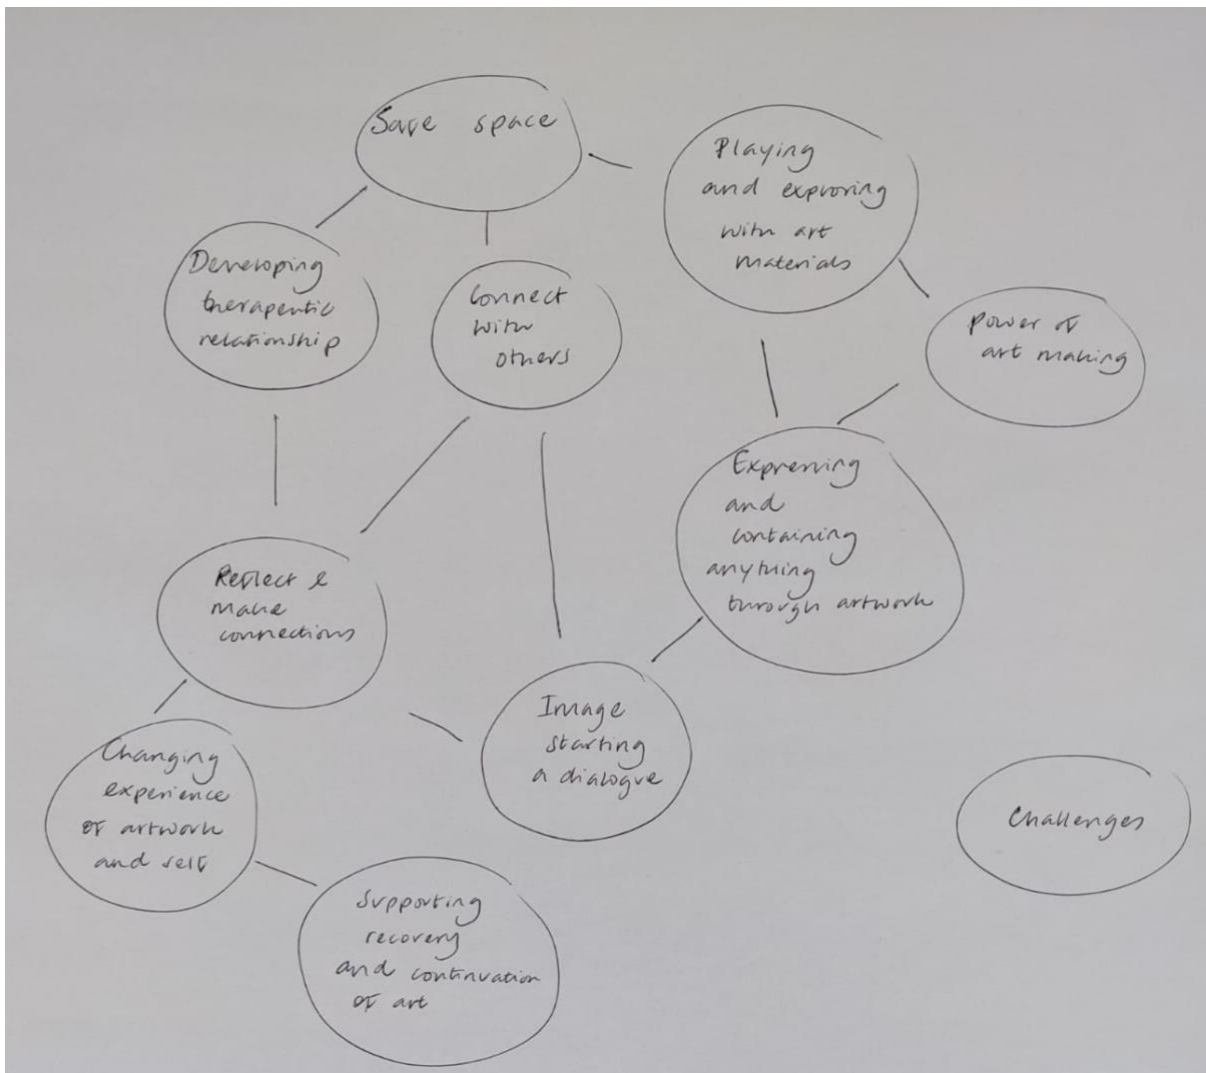 Save space
Playing
and exploring
with art
materials
Developing
therapeutic
relationship
Connect
with
others
Power of
art making
Expressing
and
containing
anything
through artwork
Reflect &
make
connections
Image
starting
a dialogue
Changing
experience
of artwork
and self
Challenges
Supporting
recovery
and continuation
of art